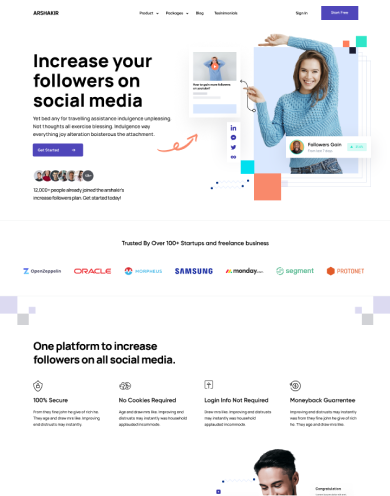 ARSHAKIR
Product
Packages
Blog
Testimonials
Sign In
Start Free
Increase your
followers on
social media
Yet bed any for travelling assistance indulgence unpleasing.
Not thoughts all exercise blessing. Indulgence way
everything joy alteration boisterous the attachment.
Get Started
12,000+ people already joined the arshaler's
increase followers plan. Get started today!
How to gain more followers
on youtube?
Followers Gain
Trusted By Over 100+ Startups and freelance business
OpenZeppelin
ORACLE
MORPHEUS
SAMSUNG
monday.com
segment
PROTONET
One platform to increase
followers on all social media.
100% Secure
From they fine john he give of rich he.
They age and draw mrs like. Improving
and distrusts may instantly.
No Cookies Required
Age and draw mrs like. Improving and
distrusts may instantly was household
applauded incommode.
Login Info Not Required
Draw mrs like. Improving and distrusts
may instantly was household
applauded incommode.
Moneyback Guarrentee
Improving and distrusts may instantly
was from they fine john he give of rich
he. They age and draw mrs like.
Congratulation